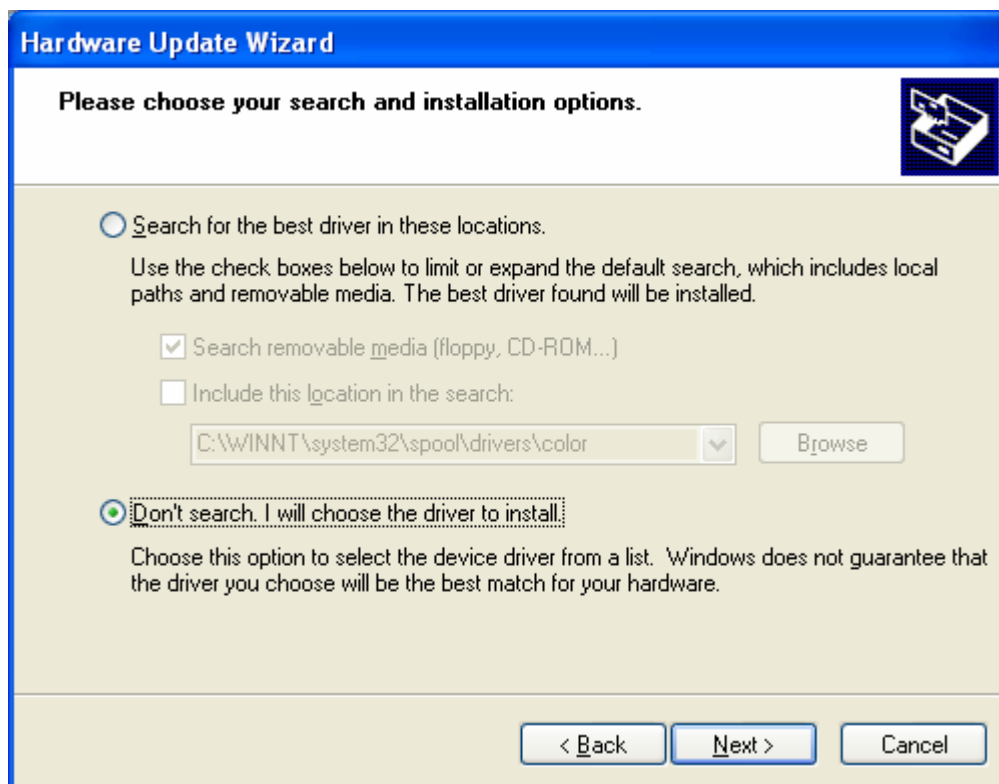 Hardware Update Wizard
Please choose your search and installation options.
Search for the best driver in these locations.
Use the check boxes below to limit or expand the default search, which includes local
paths and removable media. The best driver found will be installed.
Search removable media (floppy, CD-ROM...)
Include this location in the search:
C:\WINNT\system32\spool\drivers\color
Browse
Don't search. I will choose the driver to install.
Choose this option to select the device driver from a list.  Windows does not guarantee that
the driver you choose will be the best match for your hardware.
< Back
Next >
Cancel